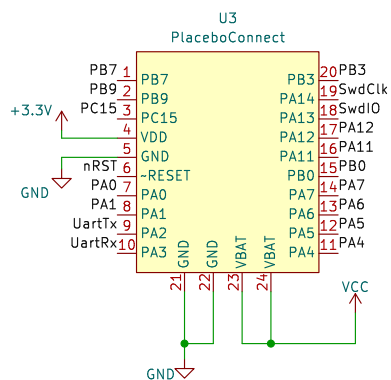 U3
PlaceboConnect
PB7 1 PB7 PB3 20 PB3
PB9 2 PB9 PA14 19 SwdClk
PC15 3 PC15 PA13 18 SwdIO
+3.3V 4 VDD PA12 17 PA12
5 GND PA11 16 PA11
nRST 6 ~RESET PB0 15 PB0
GND PA0 7 PA0 PA7 14 PA7
PA1 8 PA1 PA6 13 PA6
UartTx 9 PA2 PA5 12 PA5
UartRx 10 PA3 PA4 11 PA4
GND GND VBAT VBAT
21 22 23 24
VCC
GND